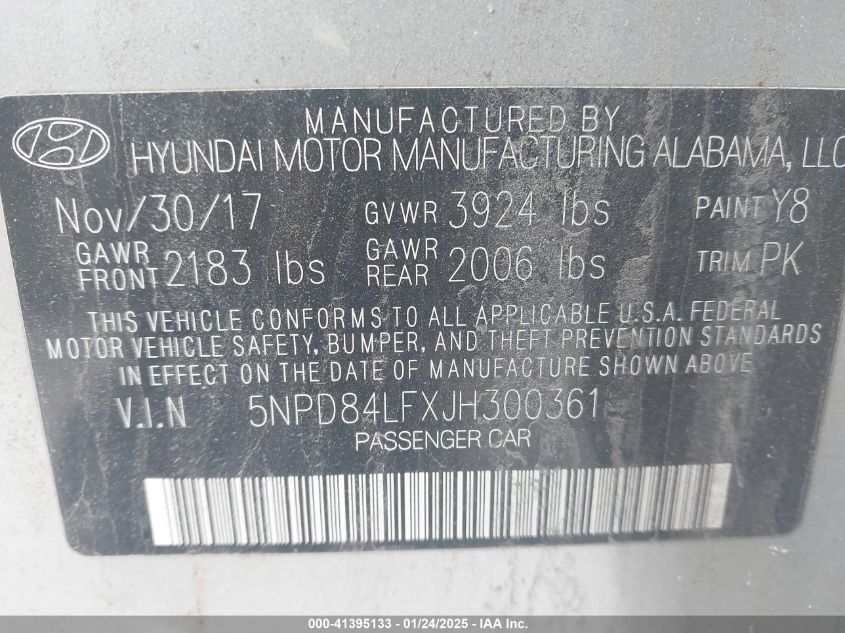 MANUFACTURED BY
HYUNDAI MOTOR MANUFACTURING ALABAMA, LLC
Nov/30/17 GVWR 3924 lbs PAINT Y8
GAWR FRONT 2183 lbs GAWR REAR 2006 lbs TRIM PK
THIS VEHICLE CONFORMS TO ALL APPLICABLE U.S.A. FEDERAL
MOTOR VEHICLE SAFETY, BUMPER, AND THEFT PREVENTION STANDARDS
IN EFFECT ON THE DATE OF MANUFACTURE SHOWN ABOVE
V.I.N 5NPD84LFXJH300361
PASSENGER CAR
000-41395133 - 01/24/2025 - © IAA Holdings, LLC.